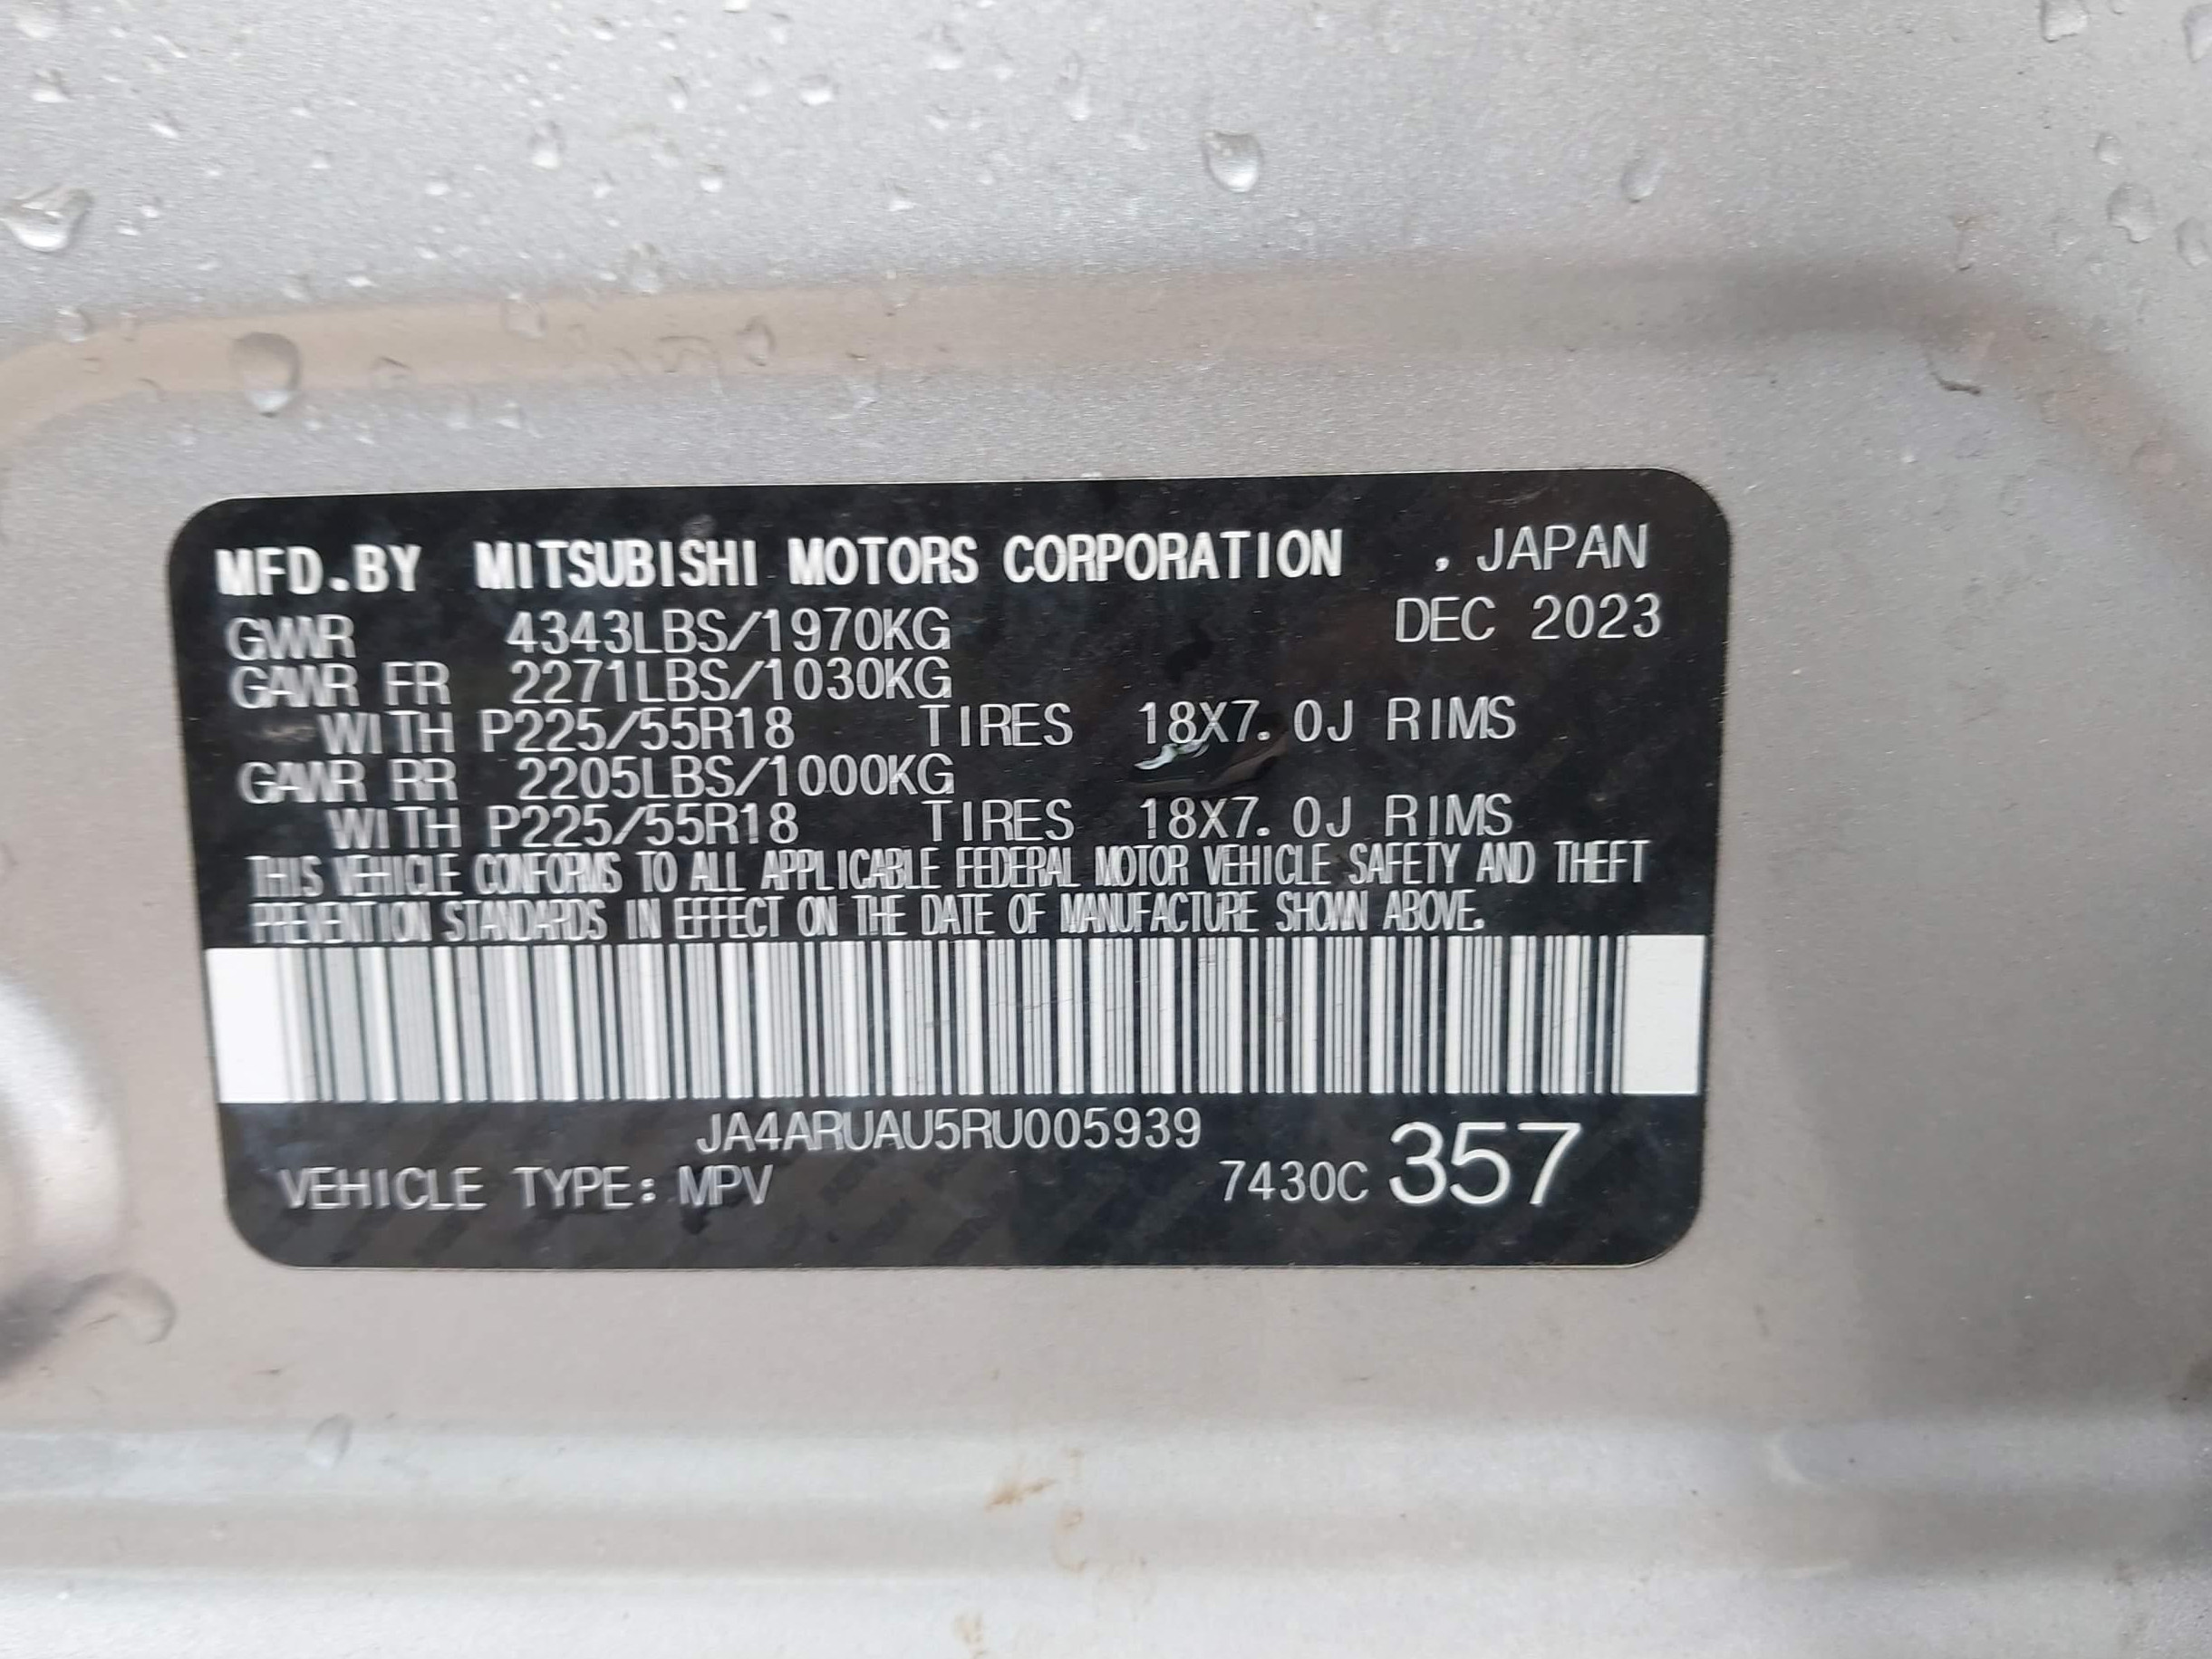 MFD.BY MITSUBISHI MOTORS CORPORATION , JAPAN
GVWR 4343LBS/1970KG DEC 2023
GAWR FR 2271LBS/1030KG
WITH P225/55R18 TIRES 18X7.0J RIMS
GAWR RR 2205LBS/1000KG
WITH P225/55R18 TIRES 18X7.0J RIMS
THIS VEHICLE CONFORMS TO ALL APPLICABLE FEDERAL MOTOR VEHICLE SAFETY AND THEFT
PREVENTION STANDARDS IN EFFECT ON THE DATE OF MANUFACTURE SHOWN ABOVE.
JA4ARUAU5RU005939
VEHICLE TYPE: MPV 7430C 357